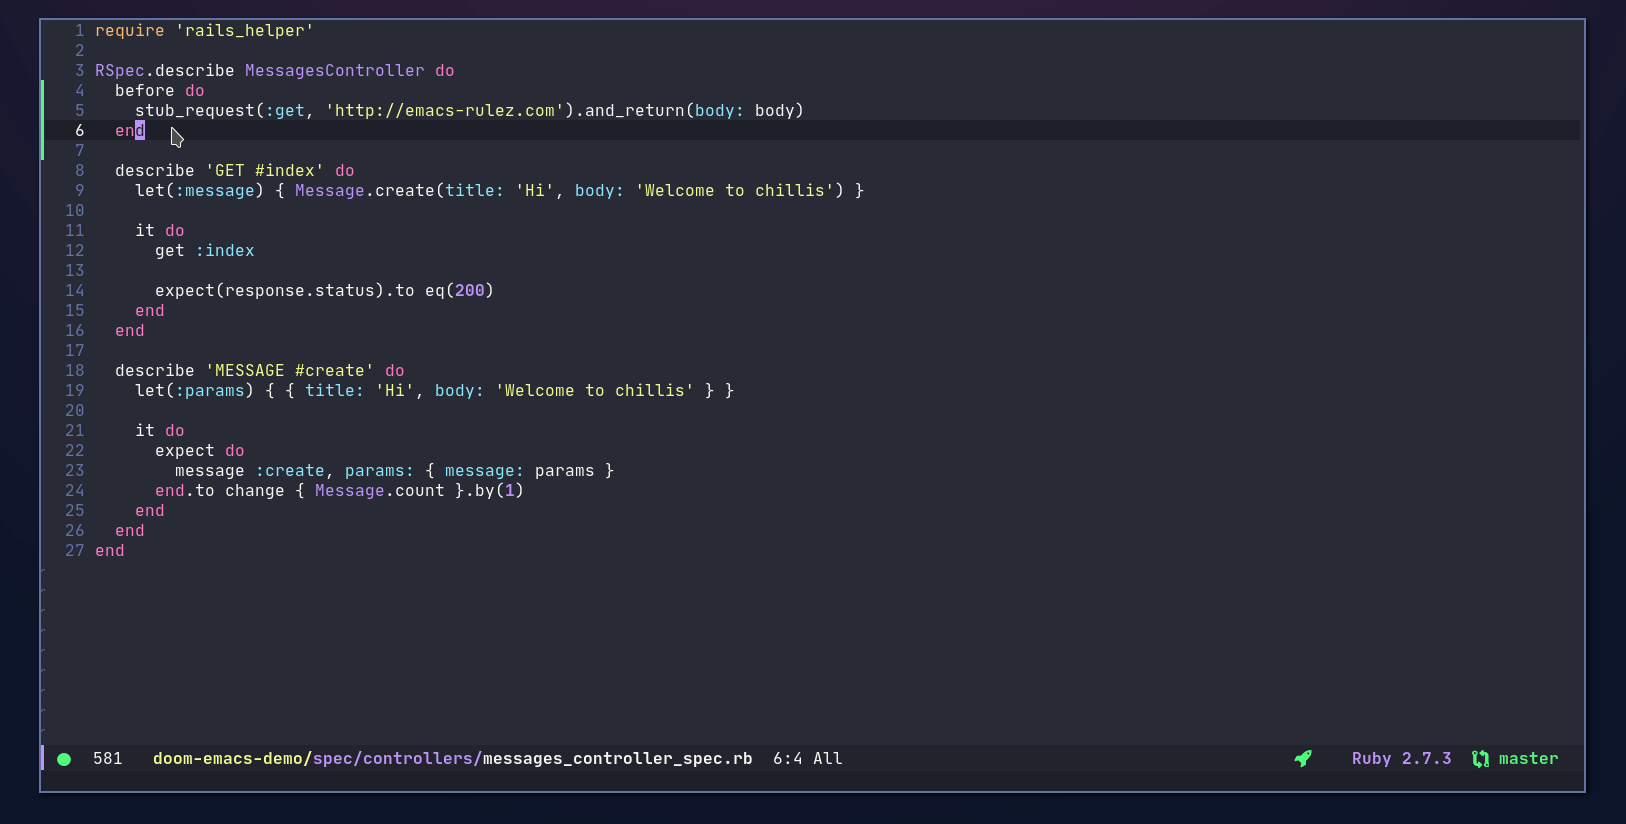 1 require 'rails_helper'
2
3 RSpec.describe MessagesController do
4   before do
5     stub_request(:get, 'http://emacs-rulez.com').and_return(body: body)
6   end
7
8   describe 'GET #index' do
9     let(:message) { Message.create(title: 'Hi', body: 'Welcome to chillis') }
10
11     it do
12       get :index
13
14       expect(response.status).to eq(200)
15     end
16   end
17
18   describe 'MESSAGE #create' do
19     let(:params) { { title: 'Hi', body: 'Welcome to chillis' } }
20
21     it do
22       expect do
23         message :create, params: { message: params }
24       end.to change { Message.count }.by(1)
25     end
26   end
27 end
~
~
~
~
~
~
~
~
~
581 doom-emacs-demo/spec/controllers/messages_controller_spec.rb 6:4 All Ruby 2.7.3 master